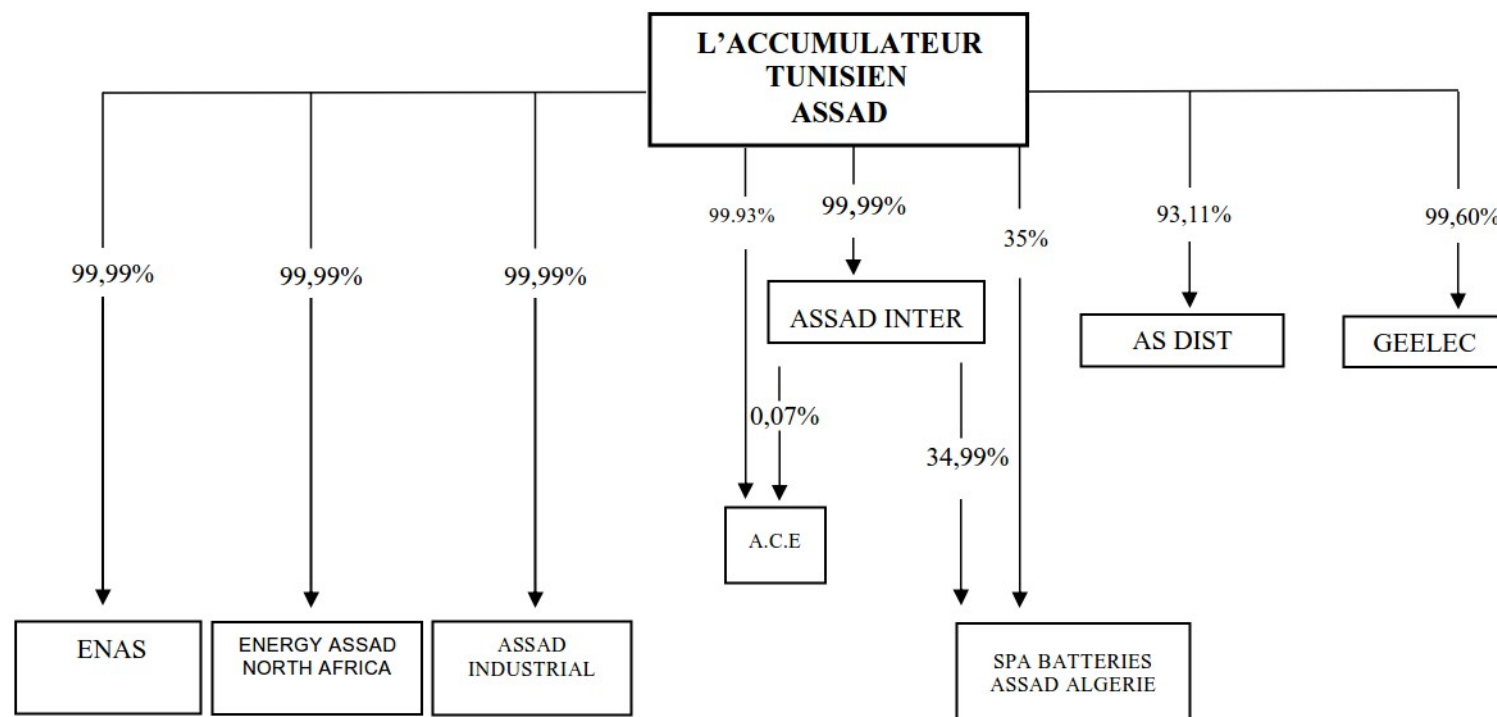 L'ACCUMULATEUR
TUNISIEN
ASSAD
99.93%
99,99%
35%
93,11%
99,60%
99,99%
99,99%
99,99%
ASSAD INTER
AS DIST
GEELEC
0,07%
34,99%
A.C.E
ENAS
ENERGY ASSAD
NORTH AFRICA
ASSAD
INDUSTRIAL
SPA BATTERIES
ASSAD ALGERIE